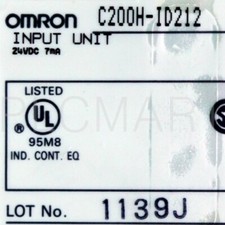 OMRON C200H-ID212
INPUT UNIT
24VDC 7mA
LISTED
UL ®
95M8
IND. CONT. EQ
LOT No. 1139J